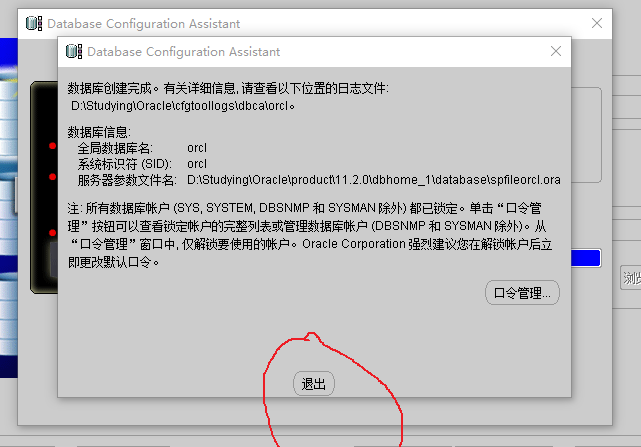 Database Configuration Assistant
Database Configuration Assistant
数据库创建完成。有关详细信息, 请查看以下位置的日志文件:
D:\Studying\Oracle\cfgtoollogs\dbca\orcl。
数据库信息:
全局数据库名: orcl
系统标识符 (SID): orcl
服务器参数文件名: D:\Studying\Oracle\product\11.2.0\dbhome_1\database\spfileorcl.ora
注: 所有数据库帐户 (SYS, SYSTEM, DBSNMP 和 SYSMAN 除外) 都已锁定。单击“口令管
理”按钮可以查看锁定帐户的完整列表或管理数据库帐户 (DBSNMP 和 SYSMAN 除外)。从
“口令管理”窗口中, 仅解锁要使用的帐户。Oracle Corporation 强烈建议您在解锁帐户后立
即更改默认口令。
口令管理...
浏览
退出